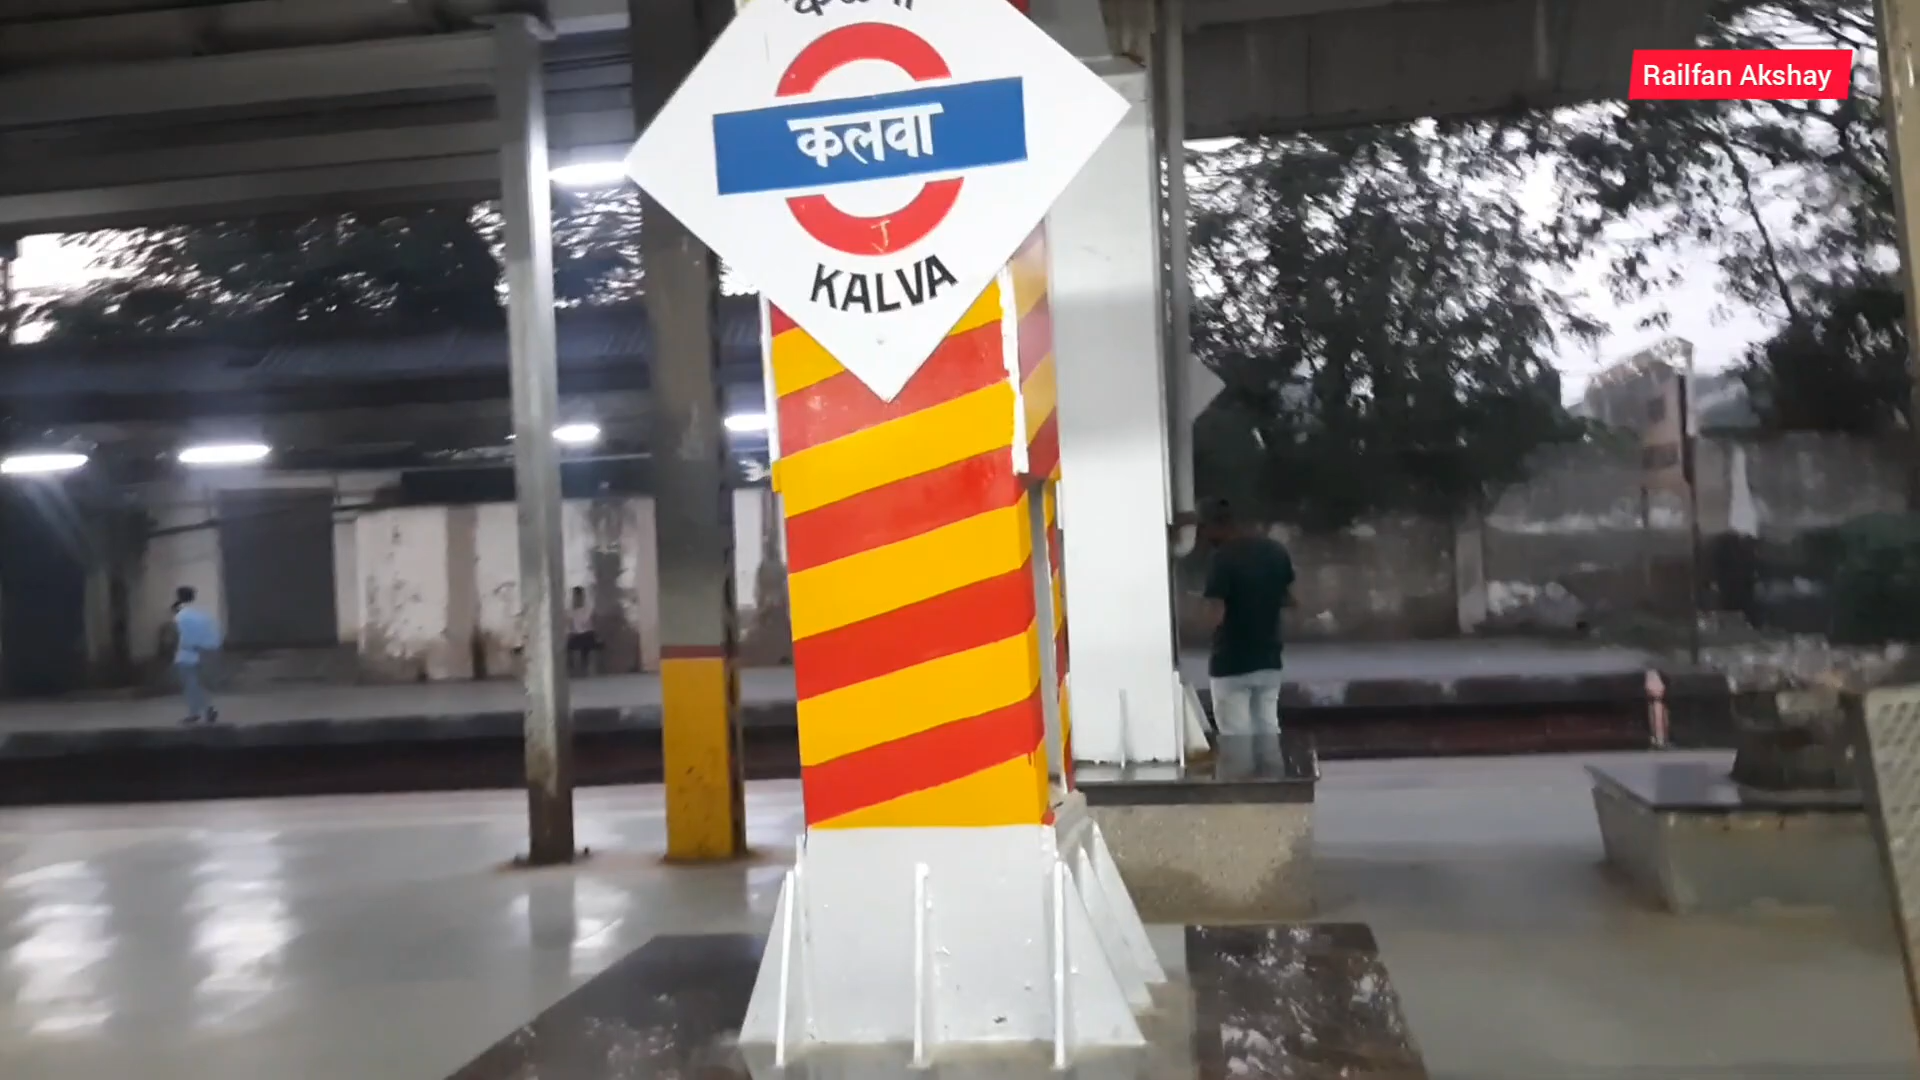 कलवा
KALVA
Railfan Akshay